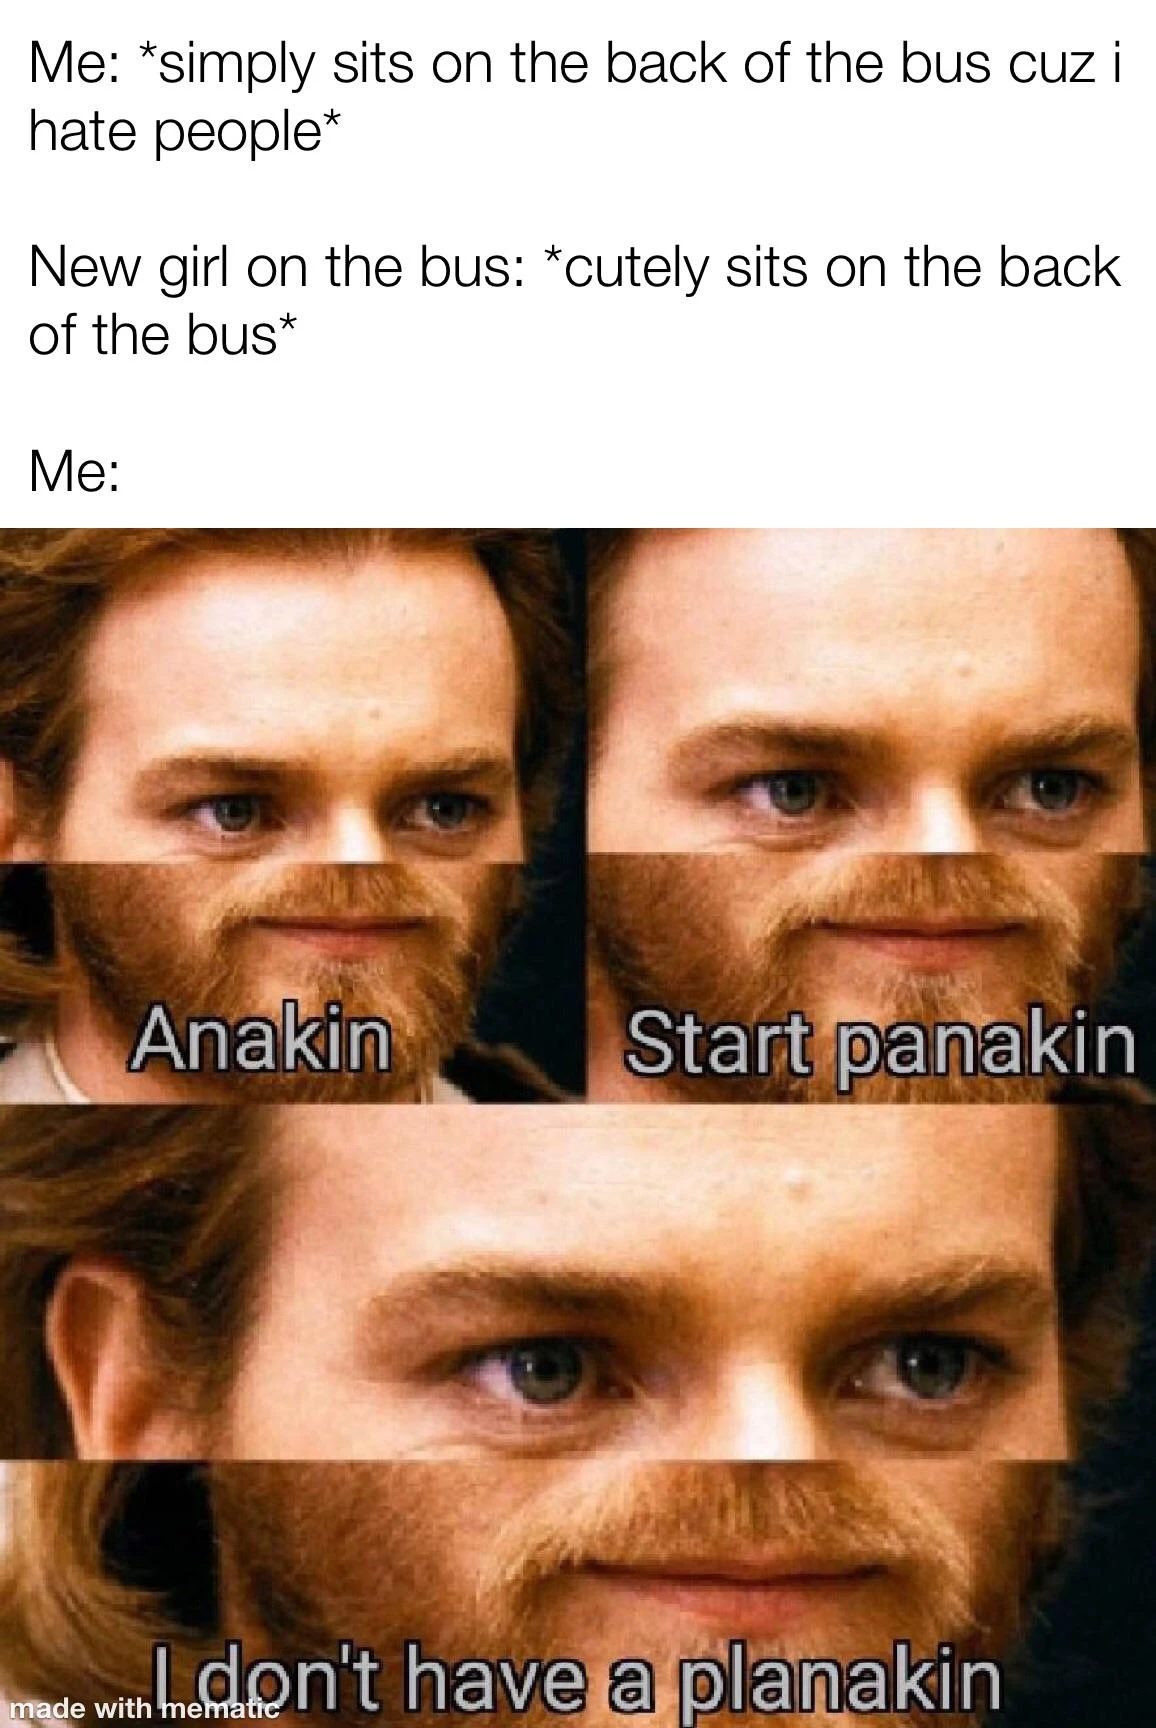 Me: *simply sits on the back of the bus cuz i
hate people*
New girl on the bus: *cutely sits on the back
of the bus*
Me:
Anakin
Start panakin
I don't have a planakin
made with mematic